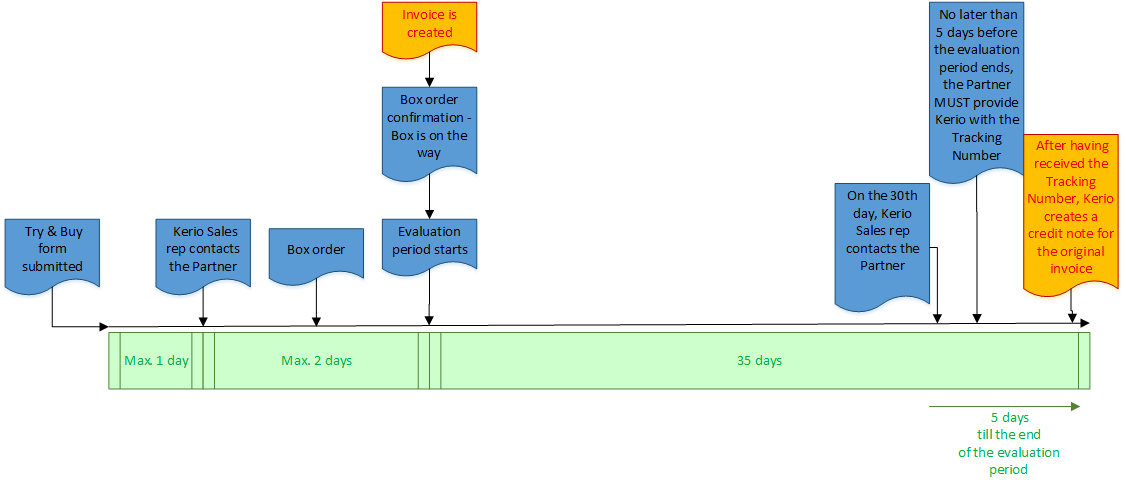 Invoice is
created
Box order
confirmation -
Box is on the
way
Try & Buy
form
submitted
Kerio Sales
rep contacts
the Partner
Box order
Evaluation
period starts
On the 30th
day, Kerio
Sales rep
contacts the
Partner
No later than
5 days before
the evaluation
period ends,
the Partner
MUST provide
Kerio with the
Tracking
Number
After having
received the
Tracking
Number, Kerio
creates a
credit note for
the original
invoice
Max. 1 day
Max. 2 days
35 days
5 days
till the end
of the evaluation
period